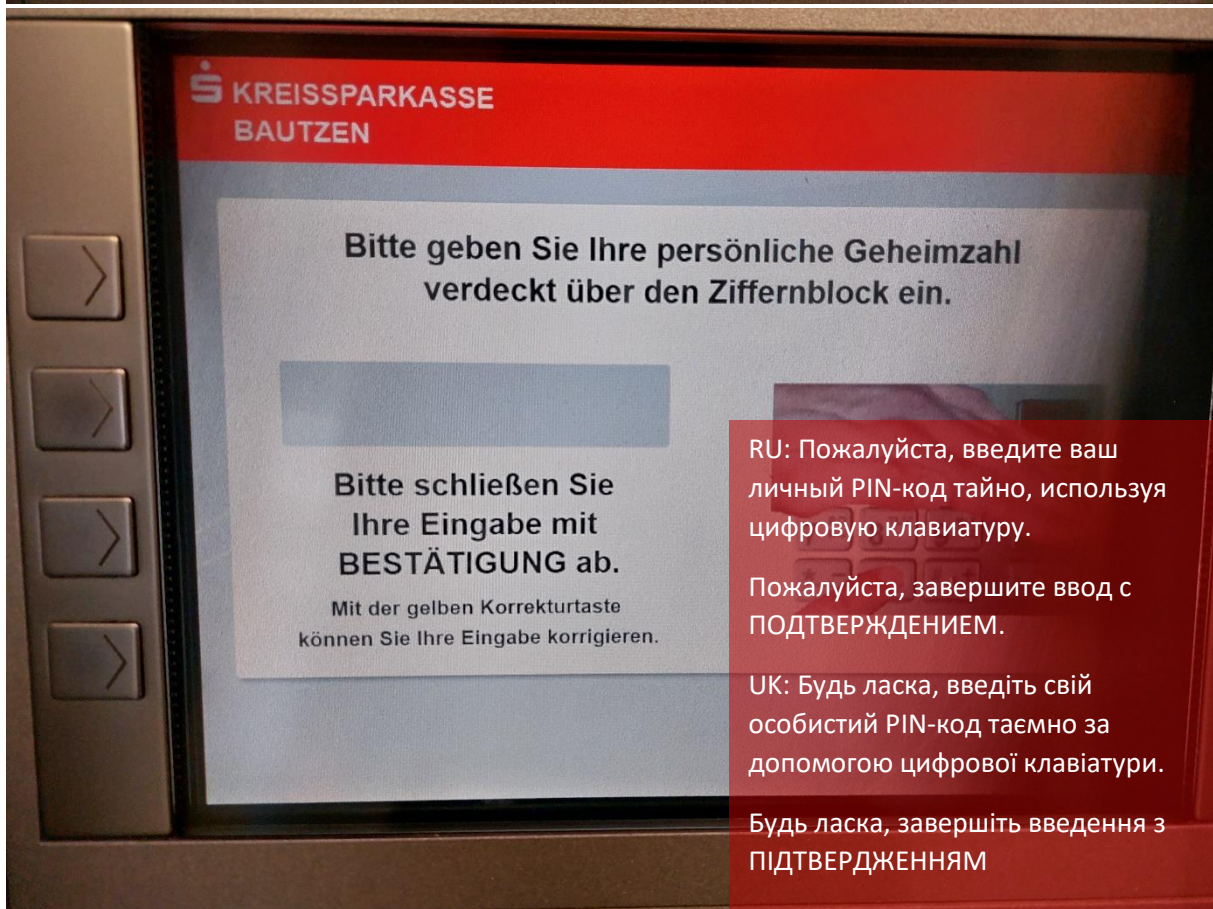 KREISSPARKASSE
BAUTZEN
Bitte geben Sie Ihre persönliche Geheimzahl
verdeckt über den Ziffernblock ein.
Bitte schließen Sie
Ihre Eingabe mit
BESTÄTIGUNG ab.
Mit der gelben Korrekturtaste
können Sie Ihre Eingabe korrigieren.
RU: Пожалуйста, введите ваш
личный PIN-код тайно, используя
цифровую клавиатуру.
Пожалуйста, завершите ввод с
ПОДТВЕРЖДЕНИЕМ.
UK: Будь ласка, введіть свій
особистий PIN-код таємно за
допомогою цифрової клавіатури.
Будь ласка, завершіть введення з
ПІДТВЕРДЖЕННЯМ